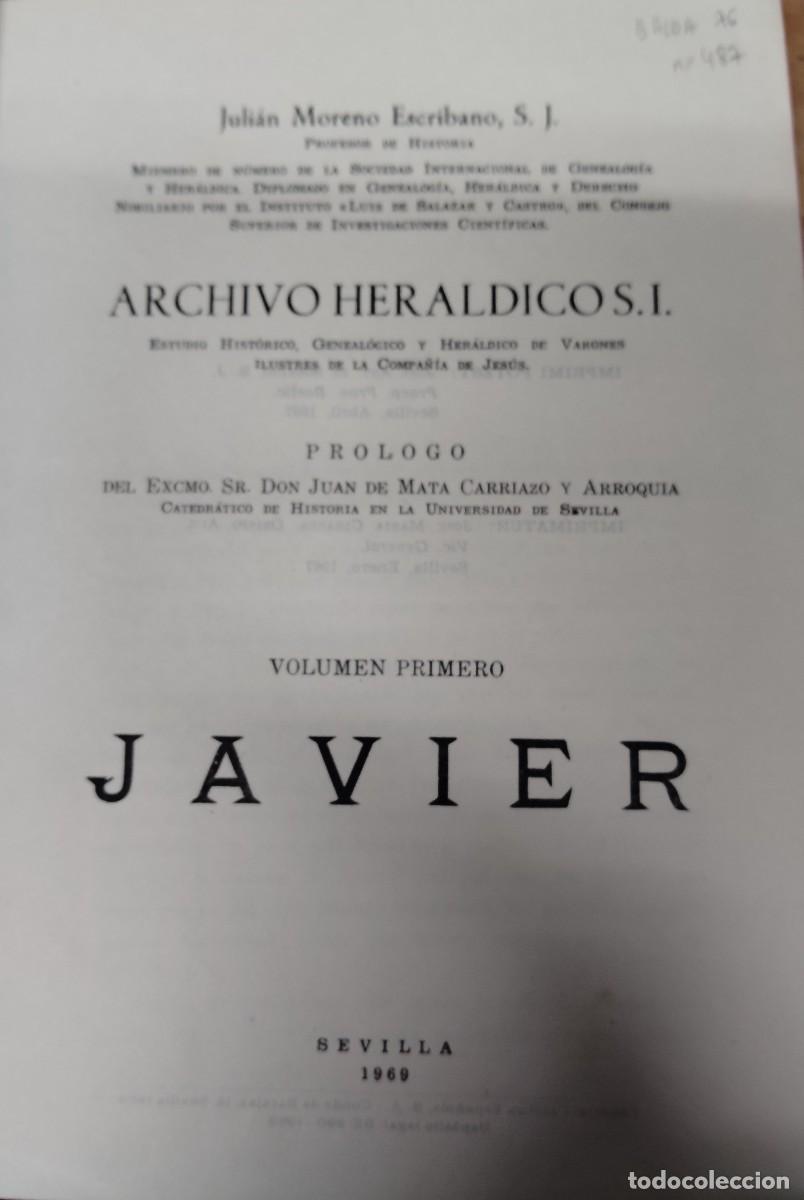 76
nº 487
Julián Moreno Escribano, S. J.
Profesor de Historia
Miembro de número de la Sociedad Internacional de Genealogía
y Heráldica. Diplomado en Genealogía, Heráldica y Derecho
Nobiliario por el Instituto «Luis de Salazar y Castro», del Consejo
Superior de Investigaciones Científicas.
ARCHIVO HERALDICO S. I.
Estudio Histórico, Genealógico y Heráldico de Varones
ilustres de la Compañía de Jesús.
PROLOGO
del Excmo. Sr. Don Juan de Mata Carriazo y Arroquia
Catedrático de Historia en la Universidad de Sevilla
VOLUMEN PRIMERO
JAVIER
SEVILLA
1969
todocoleccion